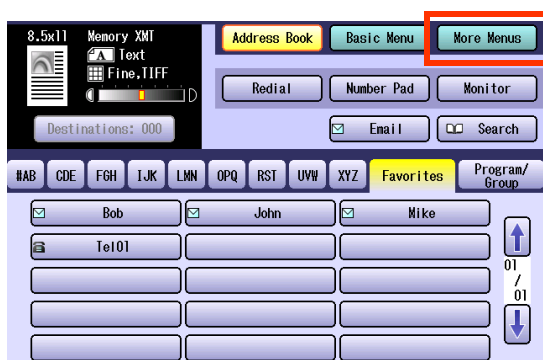 8.5x11 Memory XMT
Address Book Basic Menu More Menus
A Text
Fine,TIFF
Redial Number Pad Monitor
D
Destinations: 000
Email Search
#AB CDE FGH IJK LMN OPQ RST UVW XYZ Favorites Program/
Group
Bob John Mike
Tel01
01
/
01